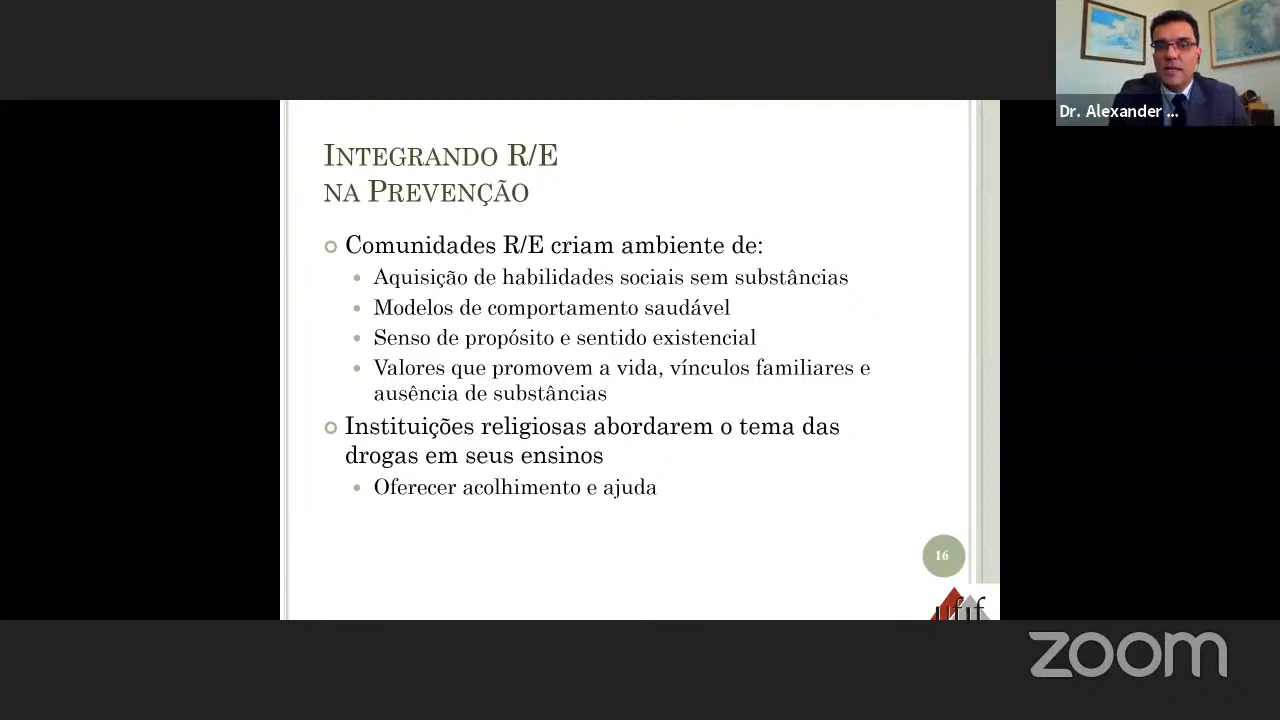 Dr. Alexander ...
INTEGRANDO R/E
NA PREVENÇÃO
Comunidades R/E criam ambiente de:
Aquisição de habilidades sociais sem substâncias
Modelos de comportamento saudável
Senso de propósito e sentido existencial
Valores que promovem a vida, vínculos familiares e
ausência de substâncias
Instituições religiosas abordarem o tema das
drogas em seus ensinos
Oferecer acolhimento e ajuda
16
ufjf
zoom